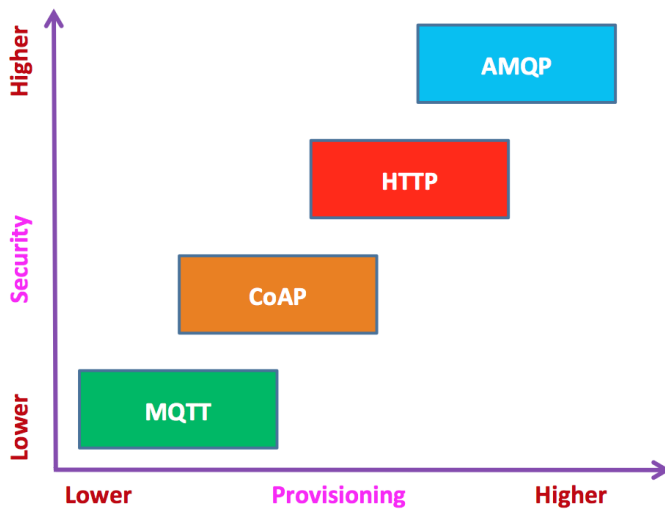 Higher
AMQP
HTTP
Security
CoAP
MQTT
Lower
Lower
Provisioning
Higher